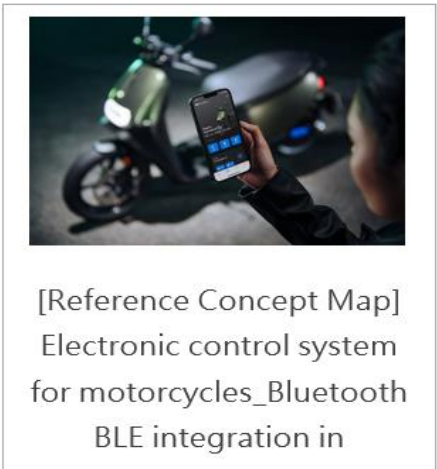 [Reference Concept Map]
Electronic control system
for motorcycles_Bluetooth
BLE integration in